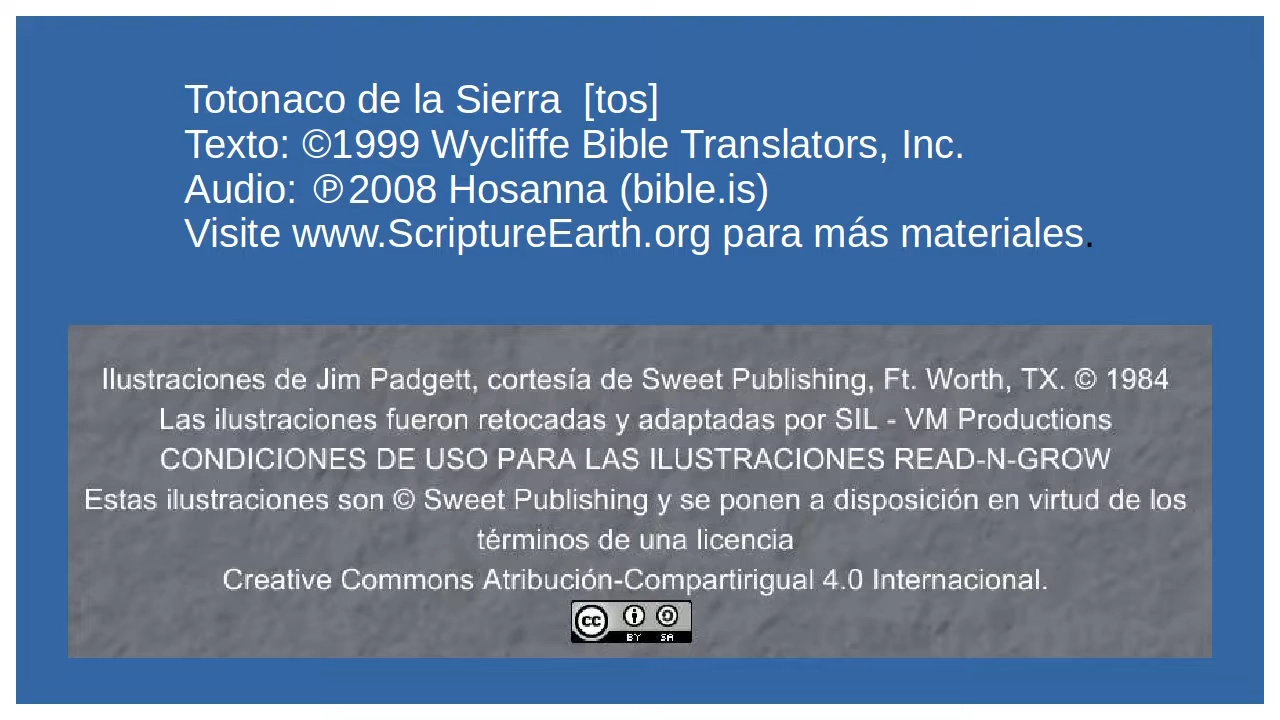 Totonaco de la Sierra [tos]
Texto: ©1999 Wycliffe Bible Translators, Inc.
Audio: ℗2008 Hosanna (bible.is)
Visite www.ScriptureEarth.org para más materiales.
Ilustraciones de Jim Padgett, cortesía de Sweet Publishing, Ft. Worth, TX. © 1984
Las ilustraciones fueron retocadas y adaptadas por SIL - VM Productions
CONDICIONES DE USO PARA LAS ILUSTRACIONES READ-N-GROW
Estas ilustraciones son © Sweet Publishing y se ponen a disposición en virtud de los
términos de una licencia
Creative Commons Atribución-Compartirigual 4.0 Internacional.
cc
BY SA